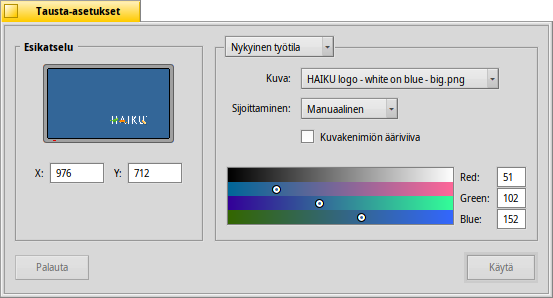 Tausta-asetukset
Esikatselu
HAIKU
X: 976 Y: 712
Nykyinen työtila
Kuva: HAIKU logo - white on blue - big.png
Sijoittaminen: Manuaalinen
Kuvakenimiön ääriviiva
Red: 51
Green: 102
Blue: 152
Palauta
Käytä